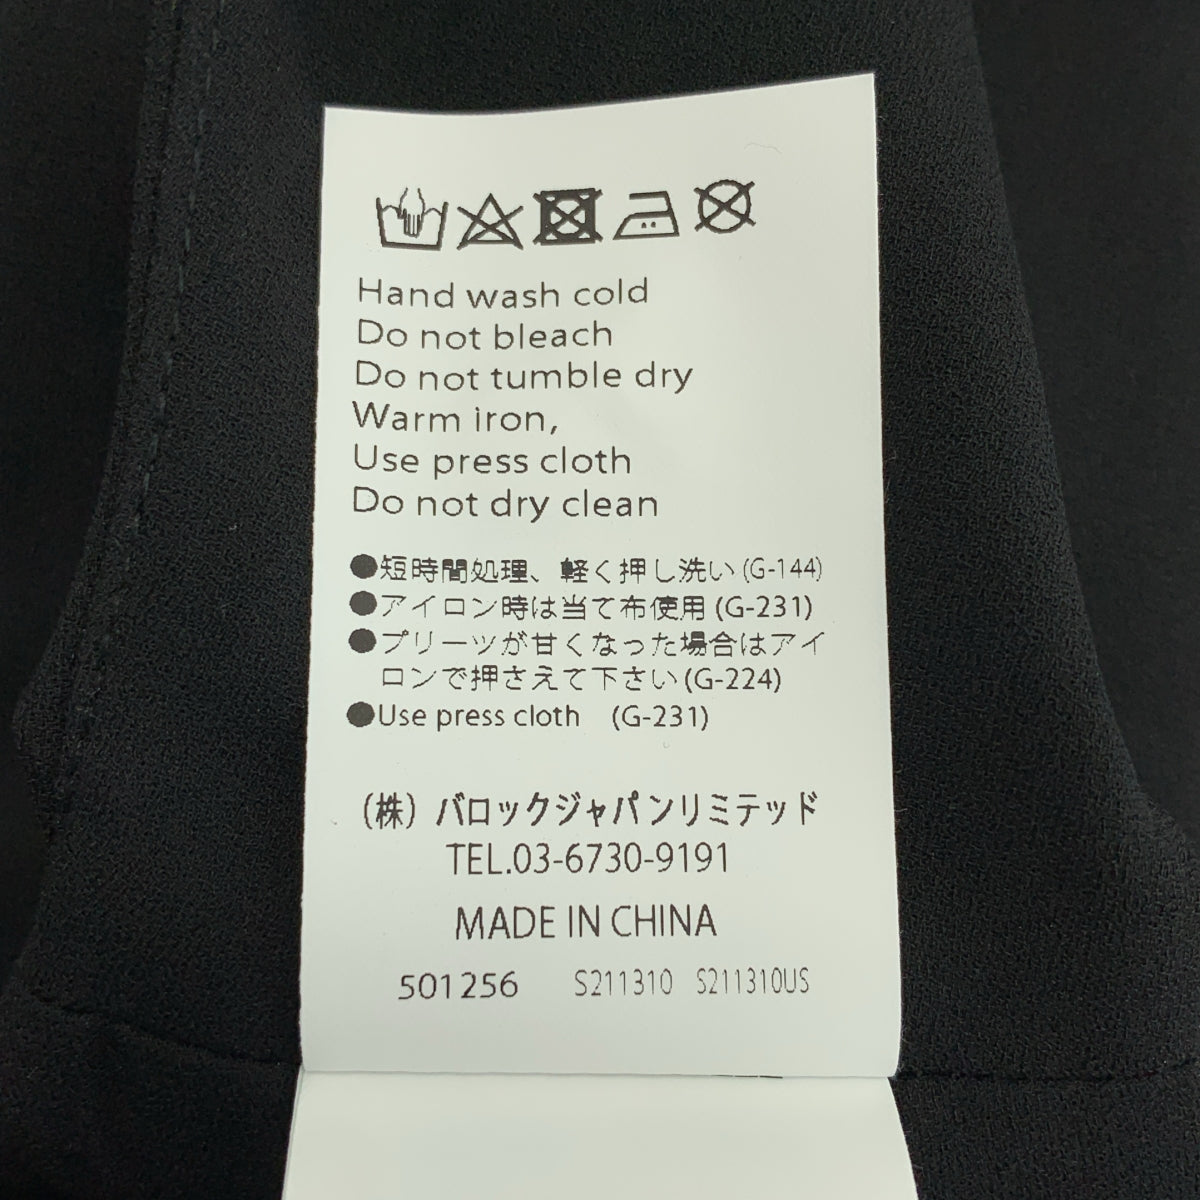 Hand wash cold
Do not bleach
Do not tumble dry
Warm iron,
Use press cloth
Do not dry clean
●短時間処理、軽く押し洗い(G-144)
●アイロン時は当て布使用(G-231)
●プリーツが甘くなった場合はアイ
ロンで押さえて下さい(G-224)
●Use press cloth (G-231)
(株) バロックジャパンリミテッド
TEL.03-6730-9191
MADE IN CHINA
501256 S211310 S211310US